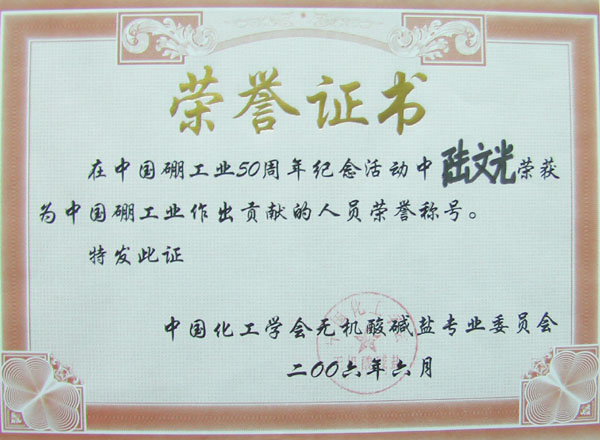 荣誉证书
在中国硼工业50周年纪念活动中陆文光荣获
为中国硼工业作出贡献的人员荣誉称号。
特发此证
中国化工学会无机酸碱盐专业委员会
二00六年六月